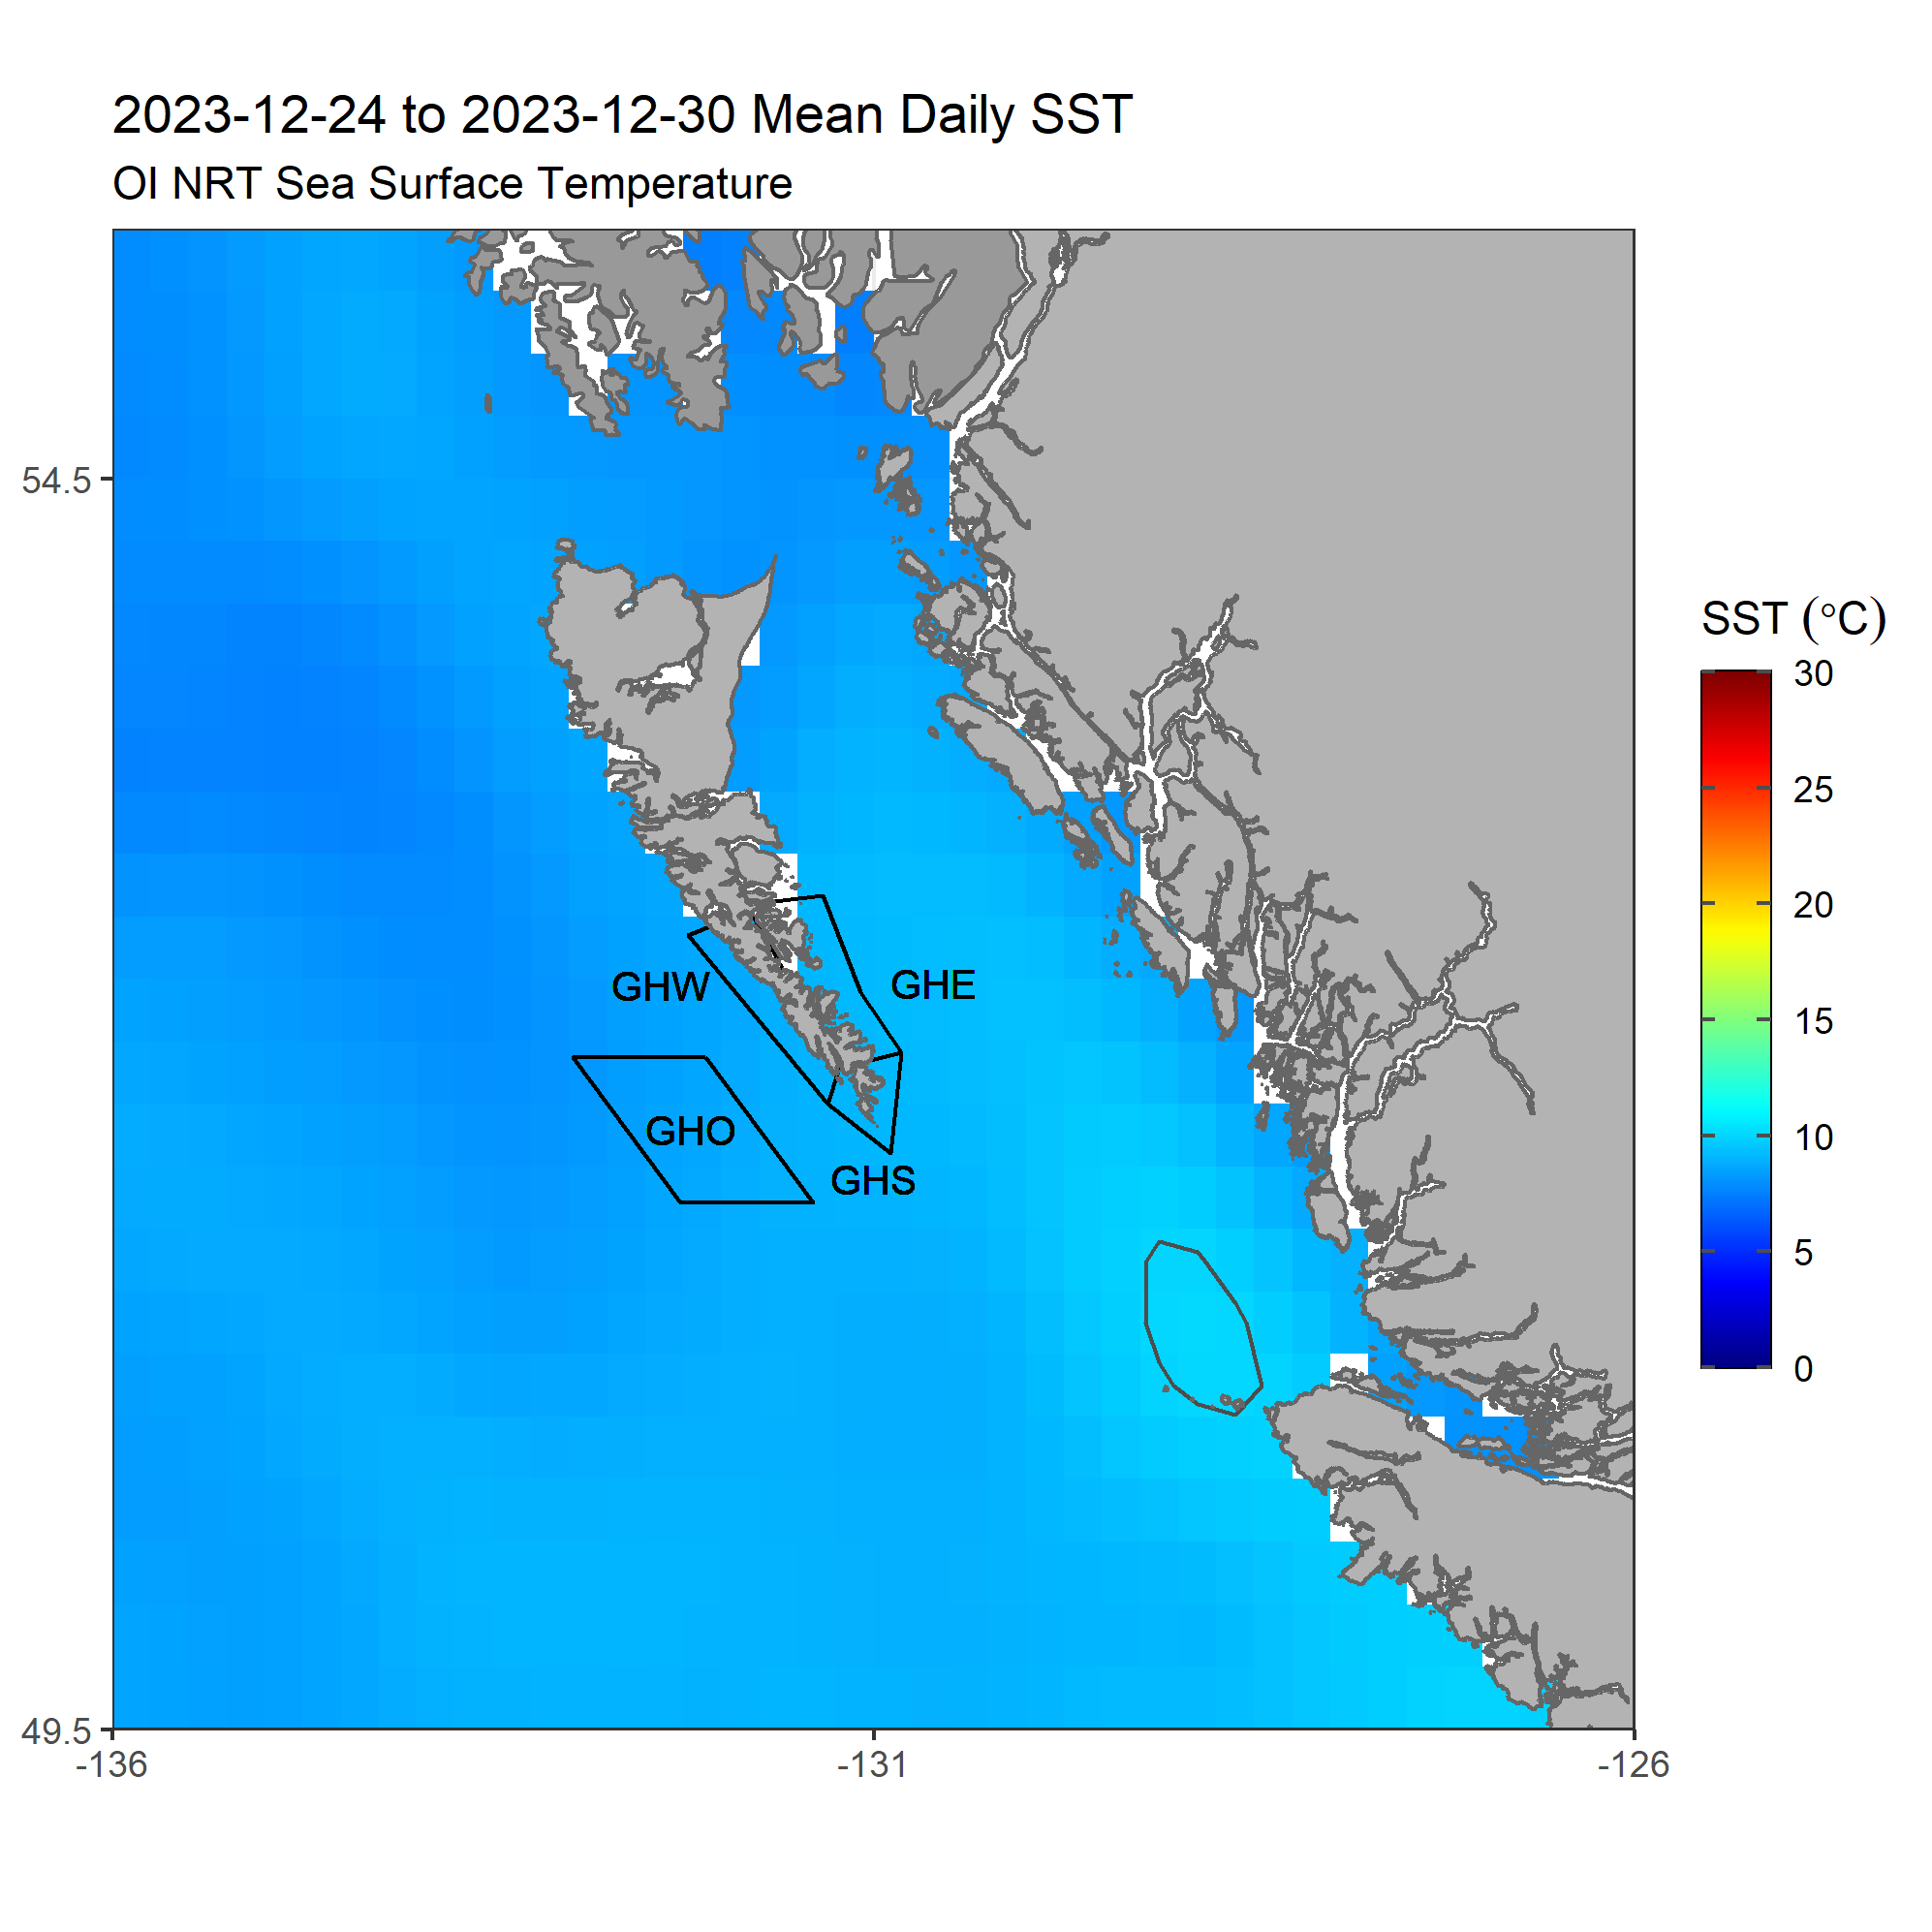 2023-12-24 to 2023-12-30 Mean Daily SST
OI NRT Sea Surface Temperature
54.5
49.5
-136
-131
-126
GHW
GHE
GHO
GHS
SST (°C)
30
25
20
15
10
5
0